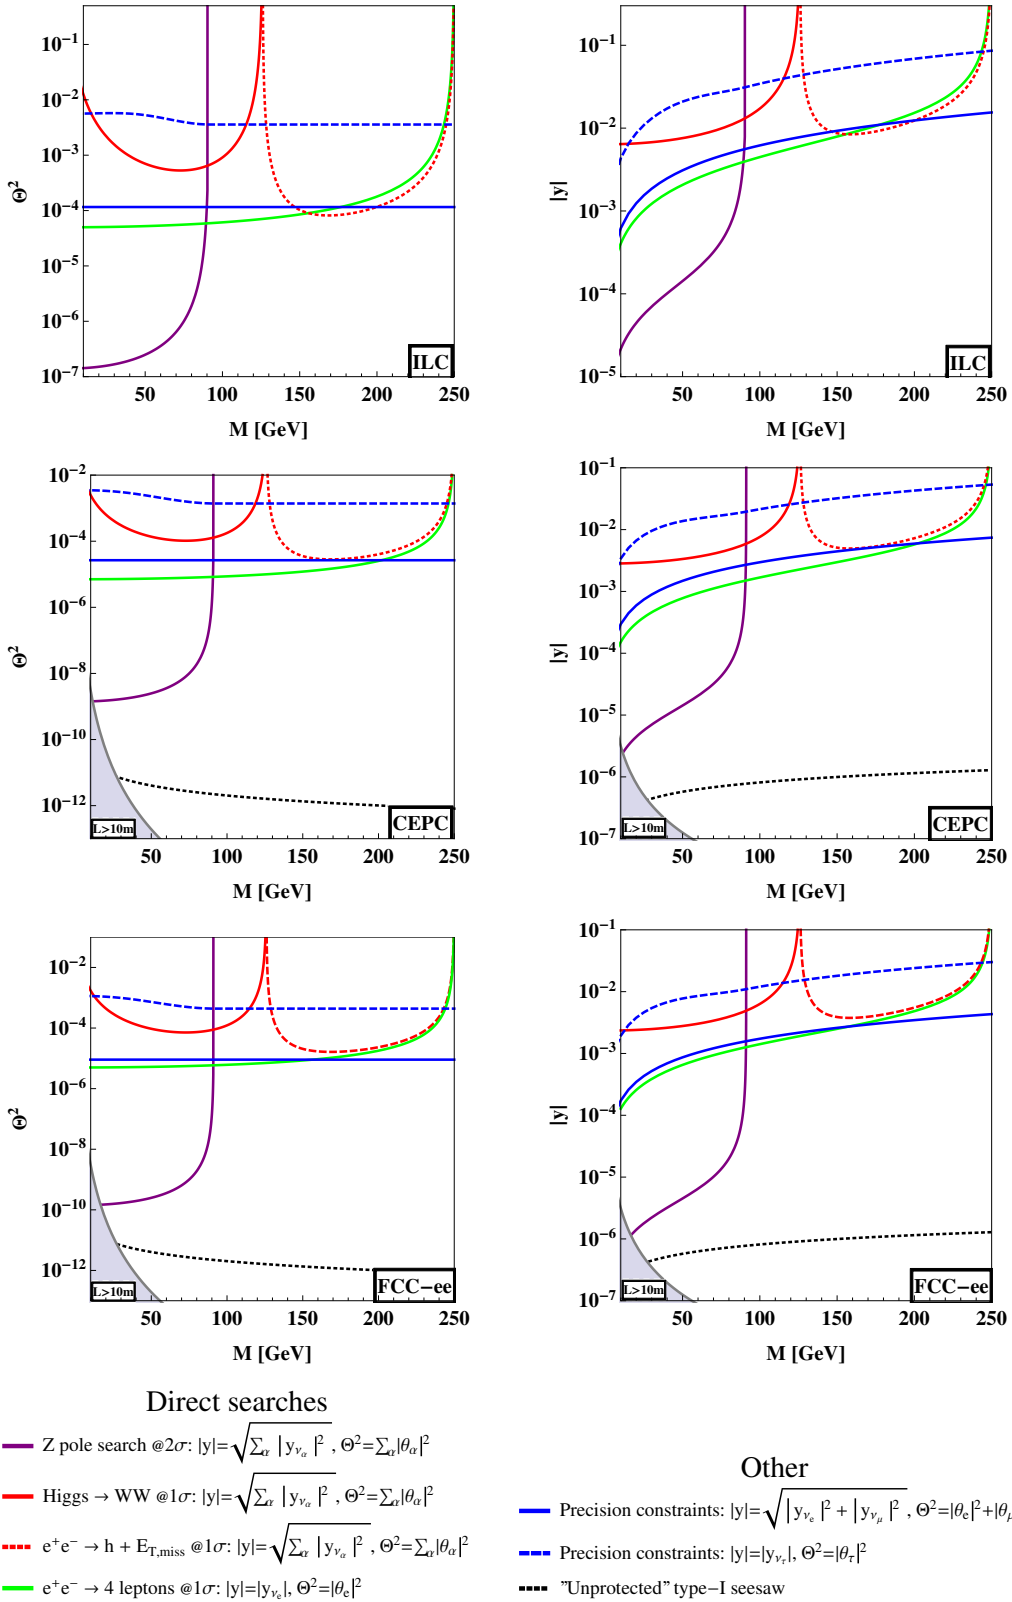 10⁻¹
10⁻²
10⁻³
10⁻⁴
10⁻⁵
10⁻⁶
10⁻⁷
Θ²
50 100 150 200 250
M [GeV]
ILC
10⁻¹
10⁻²
10⁻³
10⁻⁴
10⁻⁵
|y|
50 100 150 200 250
M [GeV]
ILC
10⁻²
10⁻⁴
10⁻⁶
10⁻⁸
10⁻¹⁰
10⁻¹²
Θ²
L>10m
CEPC
50 100 150 200 250
M [GeV]
10⁻¹
10⁻²
10⁻³
10⁻⁴
10⁻⁵
10⁻⁶
10⁻⁷
|y|
L>10m
CEPC
50 100 150 200 250
M [GeV]
10⁻²
10⁻⁴
10⁻⁶
10⁻⁸
10⁻¹⁰
10⁻¹²
Θ²
L>10m
FCC−ee
50 100 150 200 250
M [GeV]
10⁻¹
10⁻²
10⁻³
10⁻⁴
10⁻⁵
10⁻⁶
10⁻⁷
|y|
L>10m
FCC−ee
50 100 150 200 250
M [GeV]
Direct searches
Z pole search @2σ: |y|=√(∑α |yνα|²), Θ²=∑α|θα|²
Higgs → WW @1σ: |y|=√(∑α |yνα|²), Θ²=∑α|θα|²
e⁺e⁻ → h + E_T,miss @1σ: |y|=√(∑α |yνα|²), Θ²=∑α|θα|²
e⁺e⁻ → 4 leptons @1σ: |y|=|yνe|, Θ²=|θe|²
Other
Precision constraints: |y|=√(|yνe|² + |yνμ|²), Θ²=|θe|²+|θμ
Precision constraints: |y|=|yντ|, Θ²=|θτ|²
"Unprotected" type−I seesaw